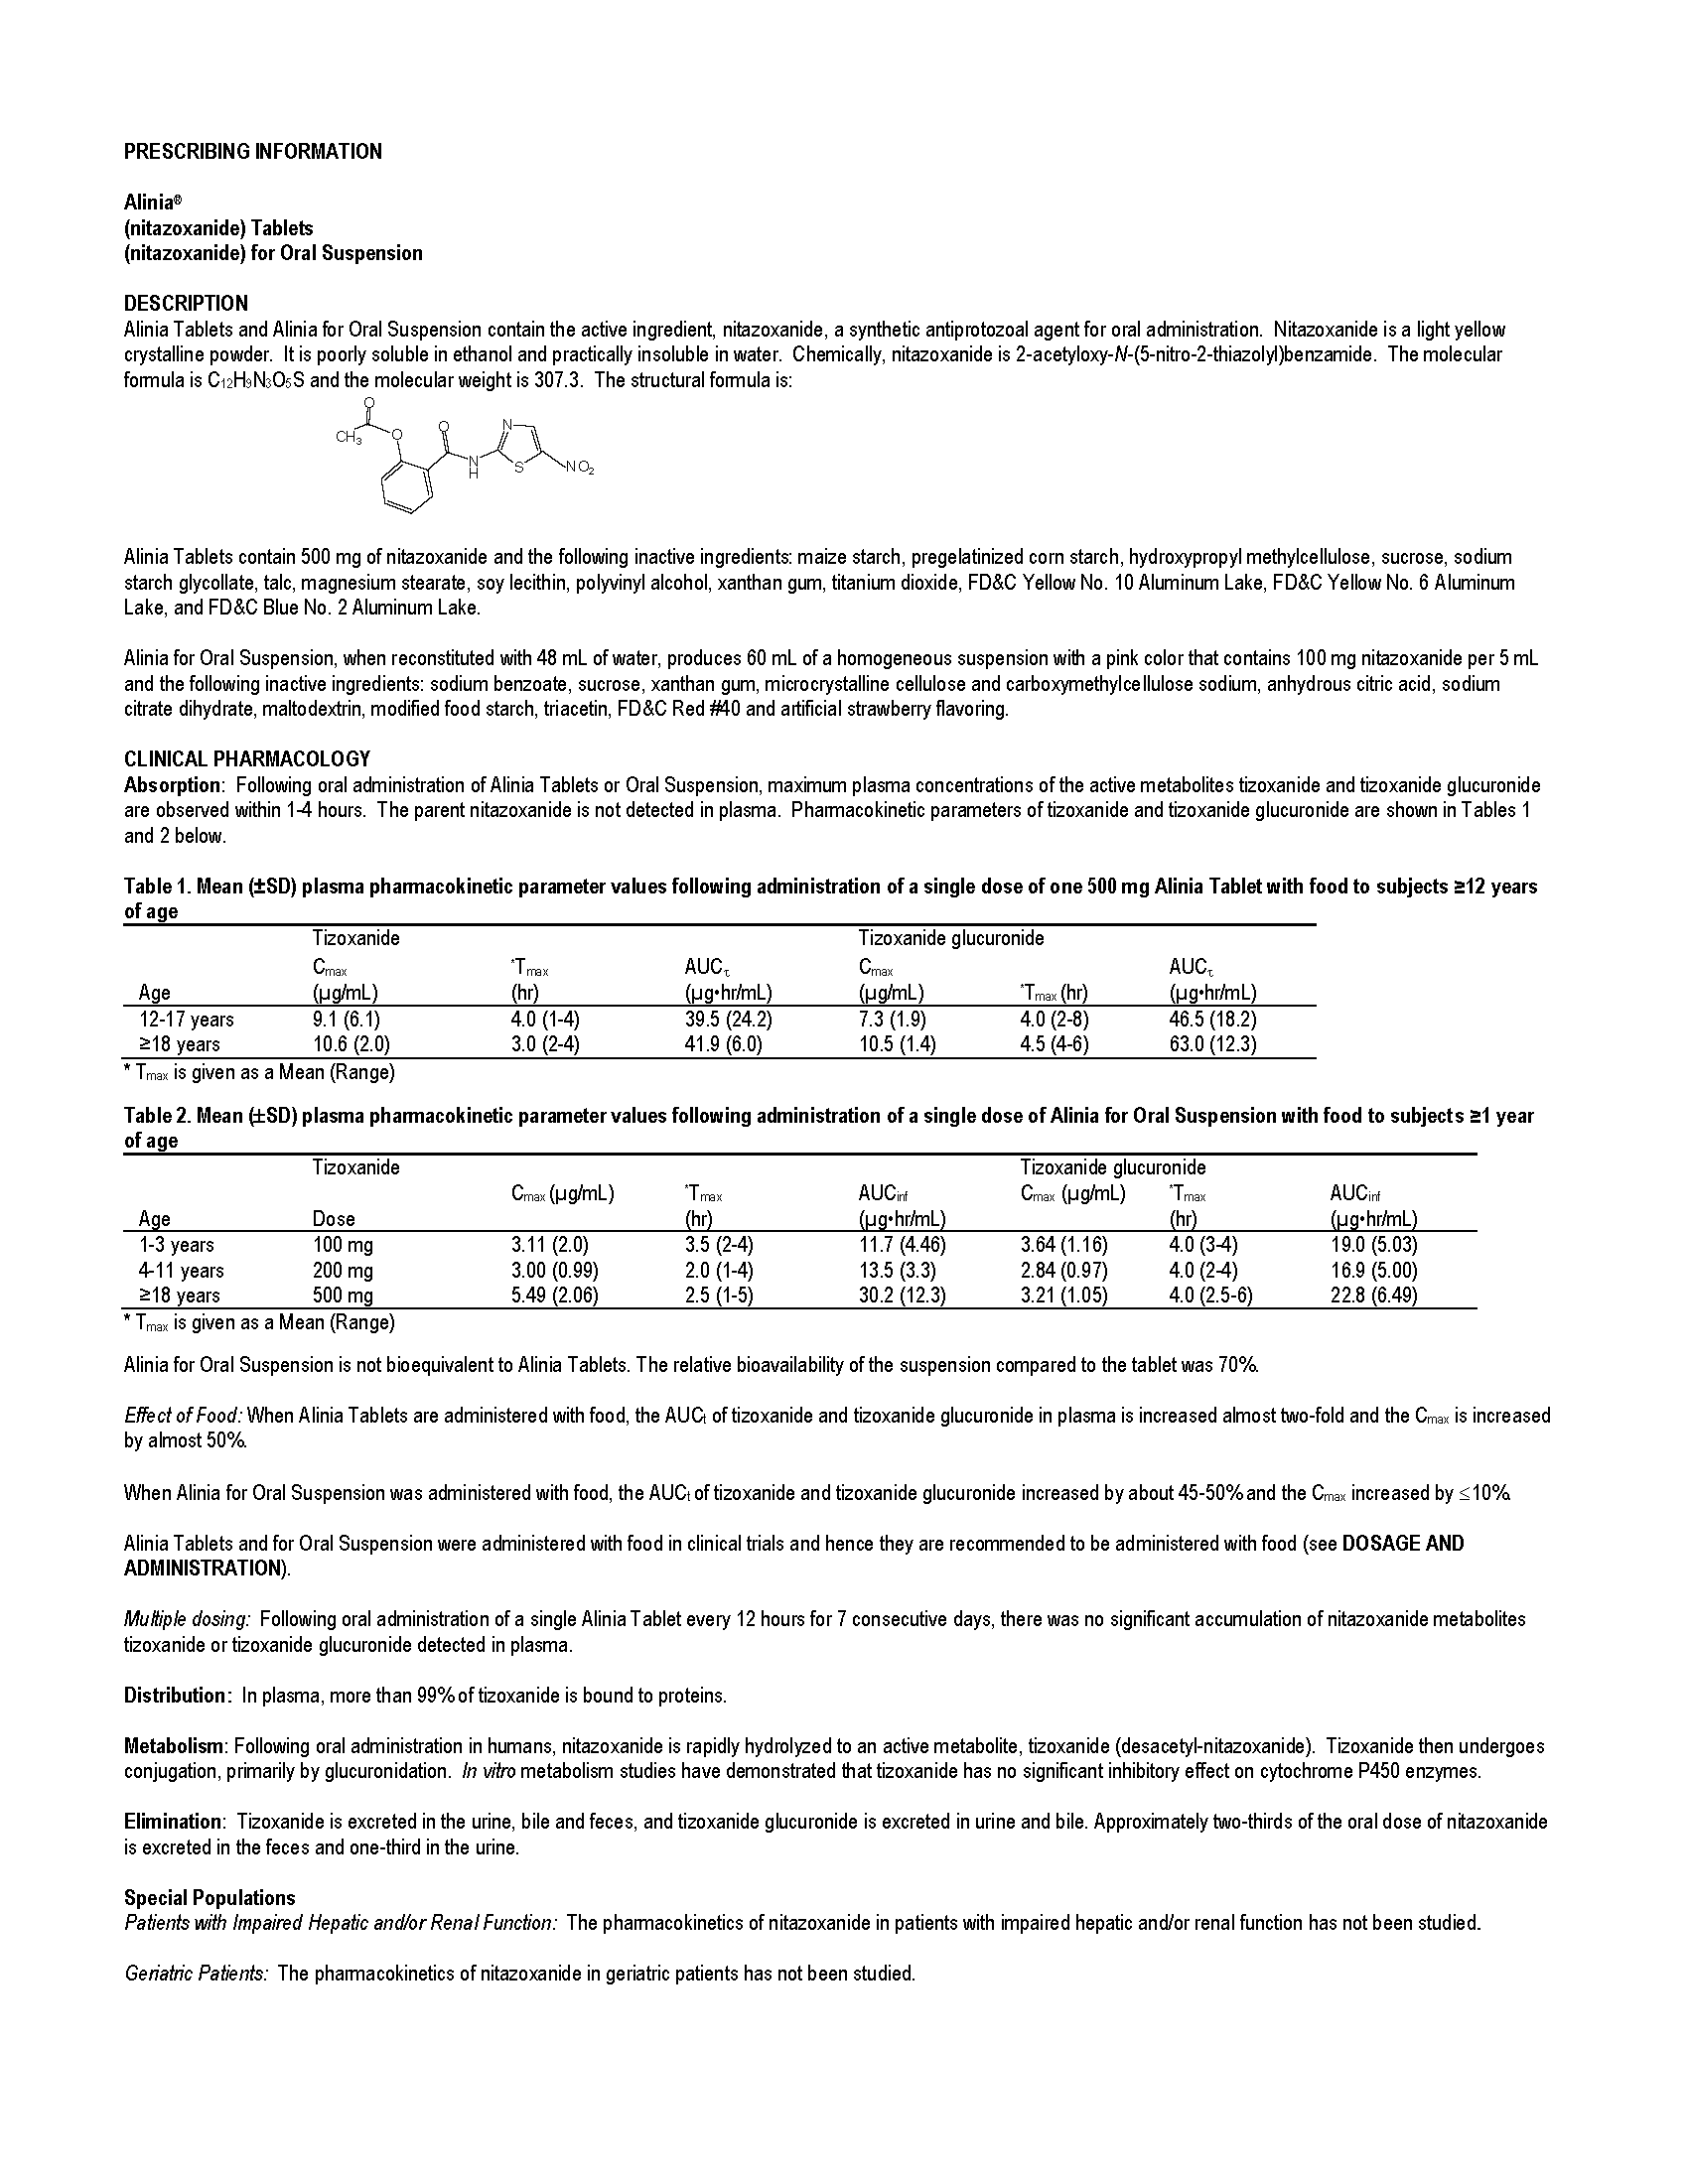 PRESCRIBING INFORMATION
Alinia®
(nitazoxanide) Tablets
(nitazoxanide) for Oral Suspension
DESCRIPTION
Alinia Tablets and Alinia for Oral Suspension contain the active ingredient, nitazoxanide, a synthetic antiprotozoal agent for oral administration. Nitazoxanide is a light yellow
crystalline powder. It is poorly soluble in ethanol and practically insoluble in water. Chemically, nitazoxanide is 2-acetyloxy-N-(5-nitro-2-thiazolyl)benzamide. The molecular
formula is C12H9N3O5S and the molecular weight is 307.3. The structural formula is:
O
CH3 O O N
N
H S NO2
Alinia Tablets contain 500 mg of nitazoxanide and the following inactive ingredients: maize starch, pregelatinized corn starch, hydroxypropyl methylcellulose, sucrose, sodium
starch glycollate, talc, magnesium stearate, soy lecithin, polyvinyl alcohol, xanthan gum, titanium dioxide, FD&C Yellow No. 10 Aluminum Lake, FD&C Yellow No. 6 Aluminum
Lake, and FD&C Blue No. 2 Aluminum Lake.
Alinia for Oral Suspension, when reconstituted with 48 mL of water, produces 60 mL of a homogeneous suspension with a pink color that contains 100 mg nitazoxanide per 5 mL
and the following inactive ingredients: sodium benzoate, sucrose, xanthan gum, microcrystalline cellulose and carboxymethylcellulose sodium, anhydrous citric acid, sodium
citrate dihydrate, maltodextrin, modified food starch, triacetin, FD&C Red #40 and artificial strawberry flavoring.
CLINICAL PHARMACOLOGY
Absorption: Following oral administration of Alinia Tablets or Oral Suspension, maximum plasma concentrations of the active metabolites tizoxanide and tizoxanide glucuronide
are observed within 1-4 hours. The parent nitazoxanide is not detected in plasma. Pharmacokinetic parameters of tizoxanide and tizoxanide glucuronide are shown in Tables 1
and 2 below.
Table 1. Mean (±SD) plasma pharmacokinetic parameter values following administration of a single dose of one 500 mg Alinia Tablet with food to subjects ≥12 years
of age
Tizoxanide Tizoxanide glucuronide
Cmax *Tmax AUCτ Cmax AUCτ
Age (µg/mL) (hr) (µg•hr/mL) (µg/mL) *Tmax (hr) (µg•hr/mL)
12-17 years 9.1 (6.1) 4.0 (1-4) 39.5 (24.2) 7.3 (1.9) 4.0 (2-8) 46.5 (18.2)
≥18 years 10.6 (2.0) 3.0 (2-4) 41.9 (6.0) 10.5 (1.4) 4.5 (4-6) 63.0 (12.3)
* Tmax is given as a Mean (Range)
Table 2. Mean (±SD) plasma pharmacokinetic parameter values following administration of a single dose of Alinia for Oral Suspension with food to subjects ≥1 year
of age
Tizoxanide Tizoxanide glucuronide
Cmax (µg/mL) *Tmax AUCinf Cmax (µg/mL) *Tmax AUCinf
Age Dose (hr) (µg•hr/mL) (hr) (µg•hr/mL)
1-3 years 100 mg 3.11 (2.0) 3.5 (2-4) 11.7 (4.46) 3.64 (1.16) 4.0 (3-4) 19.0 (5.03)
4-11 years 200 mg 3.00 (0.99) 2.0 (1-4) 13.5 (3.3) 2.84 (0.97) 4.0 (2-4) 16.9 (5.00)
≥18 years 500 mg 5.49 (2.06) 2.5 (1-5) 30.2 (12.3) 3.21 (1.05) 4.0 (2.5-6) 22.8 (6.49)
* Tmax is given as a Mean (Range)
Alinia for Oral Suspension is not bioequivalent to Alinia Tablets. The relative bioavailability of the suspension compared to the tablet was 70%.
Effect of Food: When Alinia Tablets are administered with food, the AUCt of tizoxanide and tizoxanide glucuronide in plasma is increased almost two-fold and the Cmax is increased
by almost 50%.
When Alinia for Oral Suspension was administered with food, the AUCt of tizoxanide and tizoxanide glucuronide increased by about 45-50% and the Cmax increased by ≤10%.
Alinia Tablets and for Oral Suspension were administered with food in clinical trials and hence they are recommended to be administered with food (see DOSAGE AND
ADMINISTRATION).
Multiple dosing: Following oral administration of a single Alinia Tablet every 12 hours for 7 consecutive days, there was no significant accumulation of nitazoxanide metabolites
tizoxanide or tizoxanide glucuronide detected in plasma.
Distribution: In plasma, more than 99% of tizoxanide is bound to proteins.
Metabolism: Following oral administration in humans, nitazoxanide is rapidly hydrolyzed to an active metabolite, tizoxanide (desacetyl-nitazoxanide). Tizoxanide then undergoes
conjugation, primarily by glucuronidation. In vitro metabolism studies have demonstrated that tizoxanide has no significant inhibitory effect on cytochrome P450 enzymes.
Elimination: Tizoxanide is excreted in the urine, bile and feces, and tizoxanide glucuronide is excreted in urine and bile. Approximately two-thirds of the oral dose of nitazoxanide
is excreted in the feces and one-third in the urine.
Special Populations
Patients with Impaired Hepatic and/or Renal Function: The pharmacokinetics of nitazoxanide in patients with impaired hepatic and/or renal function has not been studied.
Geriatric Patients: The pharmacokinetics of nitazoxanide in geriatric patients has not been studied.